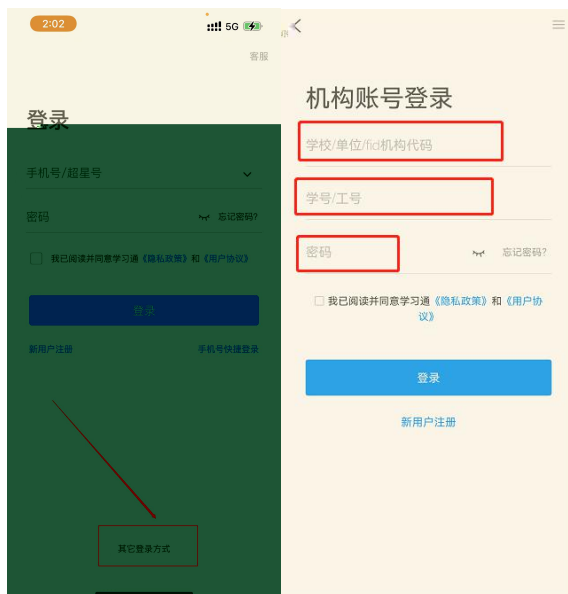 2:02
5G
客服
登录
手机号/超星号
密码
忘记密码?
我已阅读并同意学习通《隐私政策》和《用户协议》
登录
新用户注册
手机号快捷登录
其它登录方式
机构账号登录
学校/单位/fid机构代码
学号/工号
密码
忘记密码?
我已阅读并同意学习通《隐私政策》和《用户协
议》
登录
新用户注册